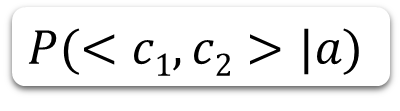 P(< c₁, c₂ > |a)